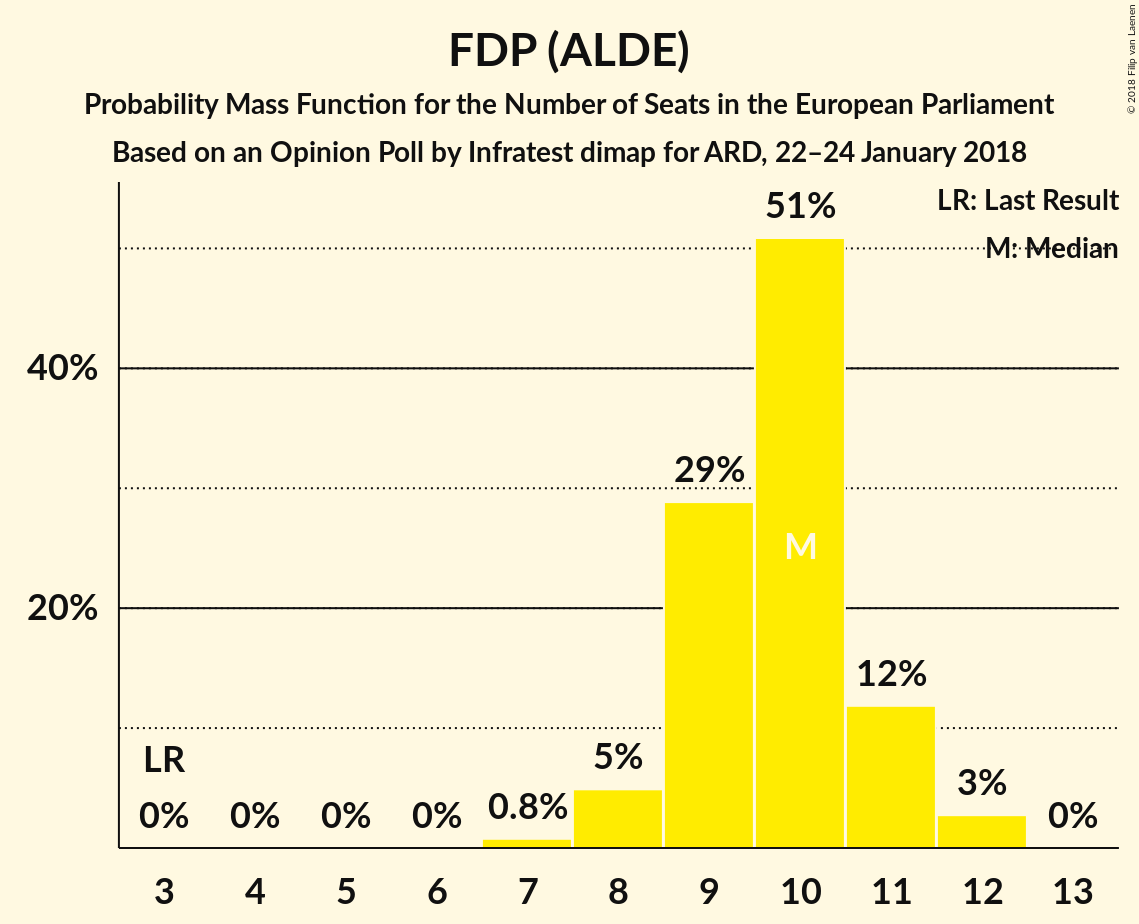 FDP (ALDE)
Probability Mass Function for the Number of Seats in the European Parliament
Based on an Opinion Poll by Infratest dimap for ARD, 22–24 January 2018
© 2018 Filip van Laenen
LR: Last Result
M: Median
51%
40%
29%
M
20%
12%
LR
5%
3%
0% 0% 0% 0% 0.8% 0%
3 4 5 6 7 8 9 10 11 12 13